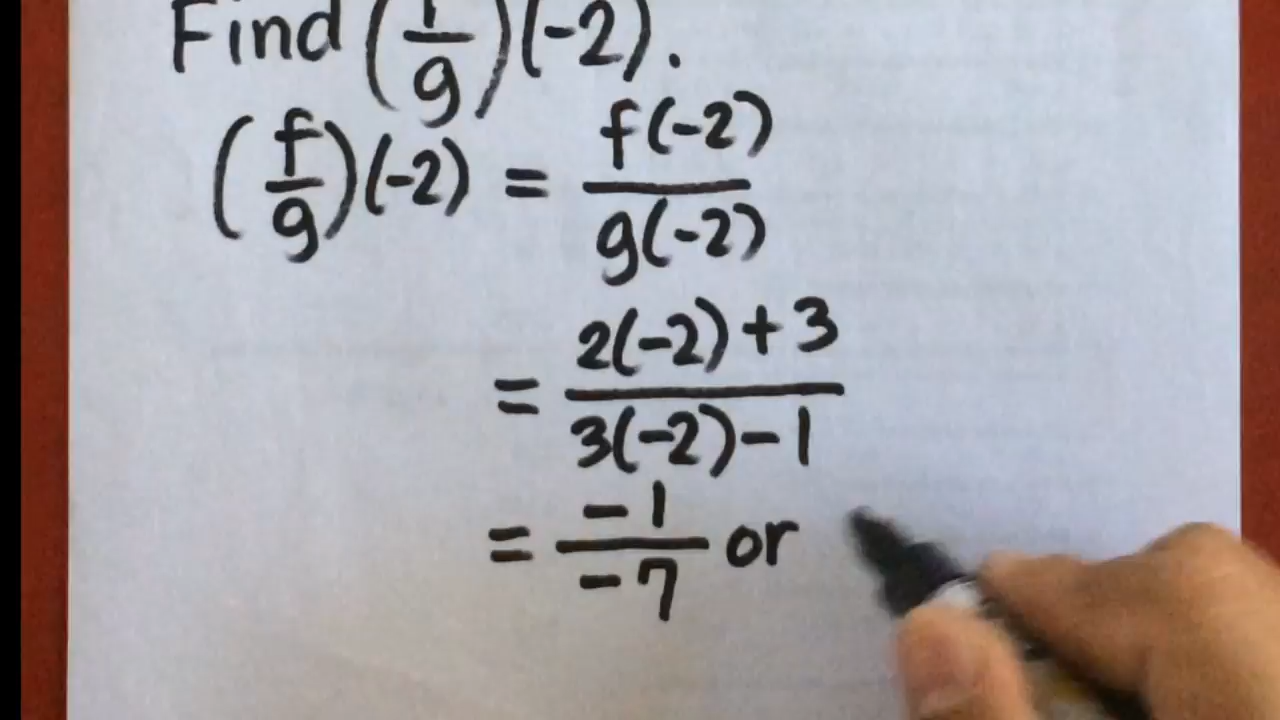 Find (f/g)(-2).
(f/g)(-2) = f(-2)/g(-2)
= 2(-2)+3/3(-2)-1
= -1/-7 or